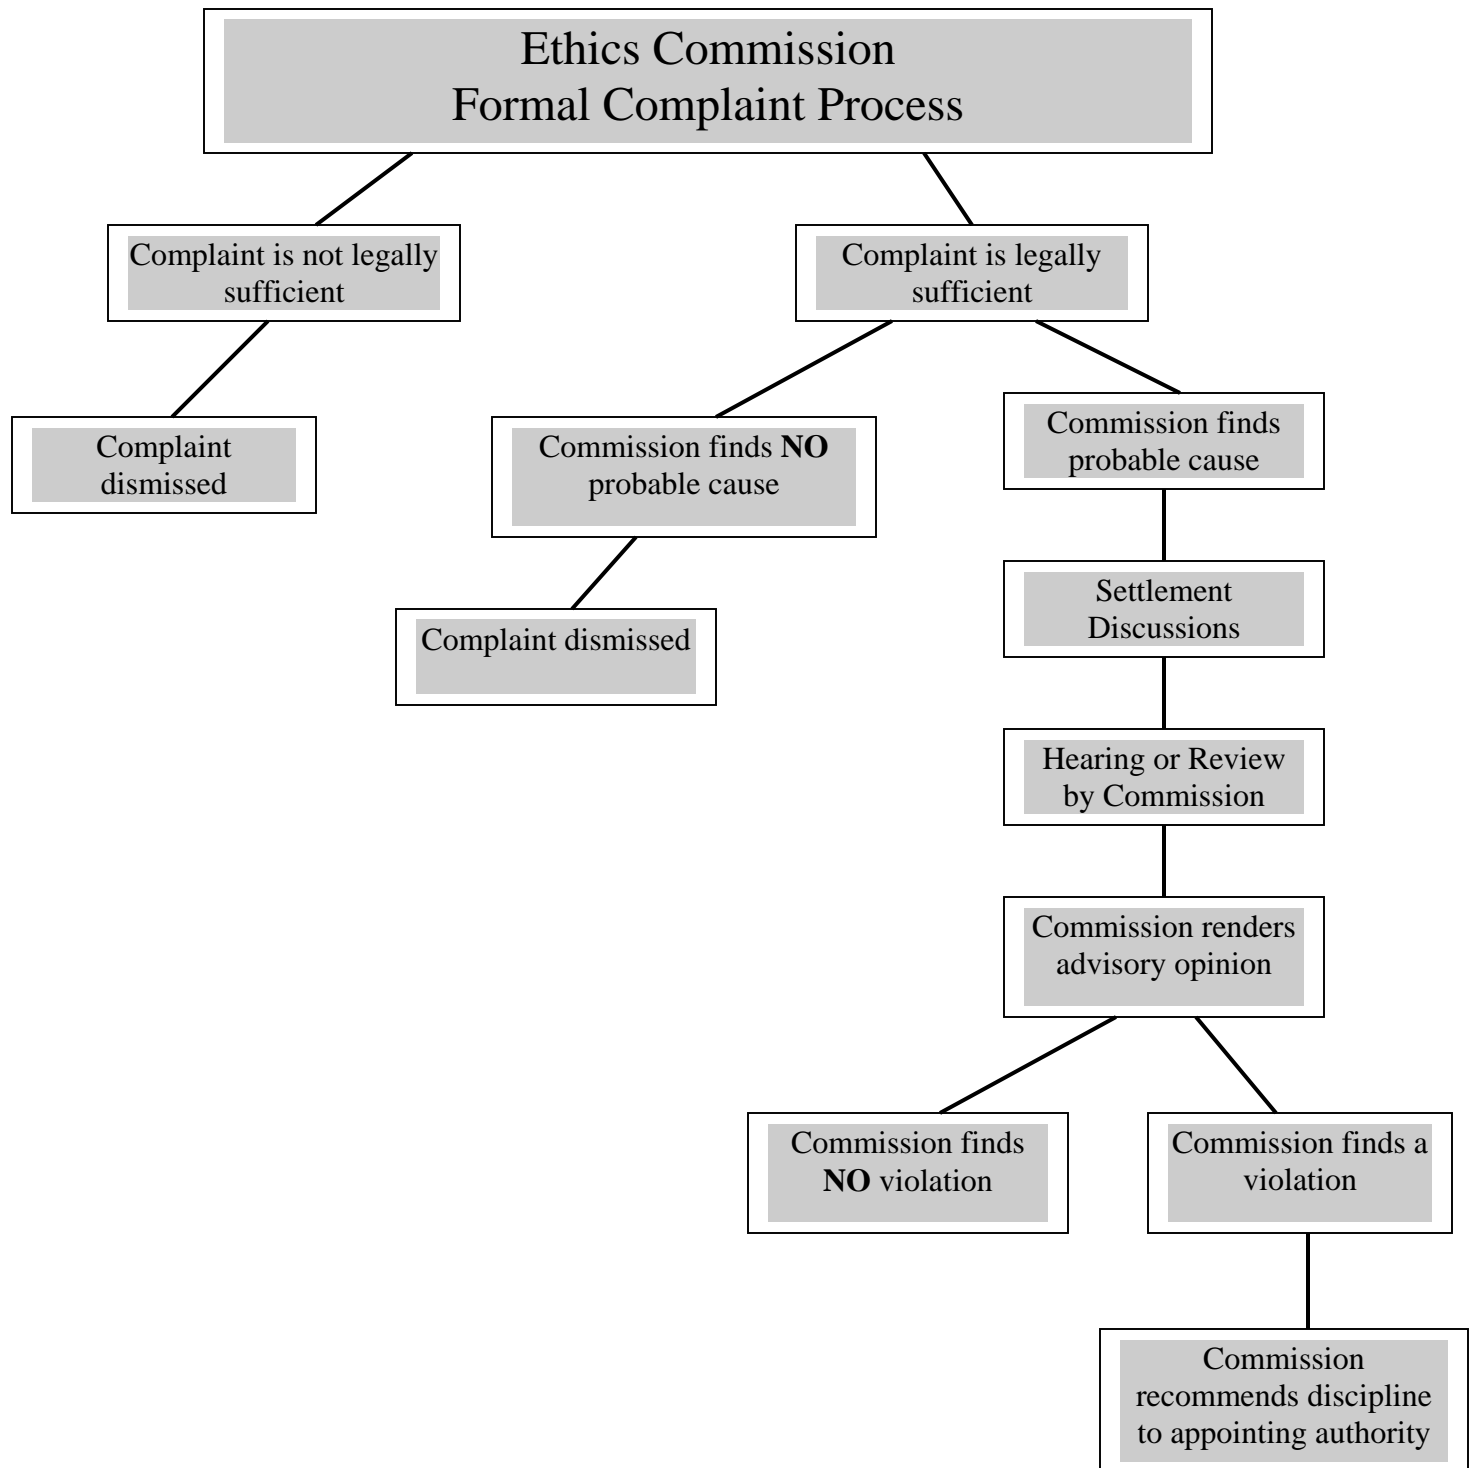 Ethics Commission
Formal Complaint Process
Complaint is not legally
sufficient
Complaint is legally
sufficient
Complaint
dismissed
Commission finds NO
probable cause
Commission finds
probable cause
Complaint dismissed
Settlement
Discussions
Hearing or Review
by Commission
Commission renders
advisory opinion
Commission finds
NO violation
Commission finds a
violation
Commission
recommends discipline
to appointing authority